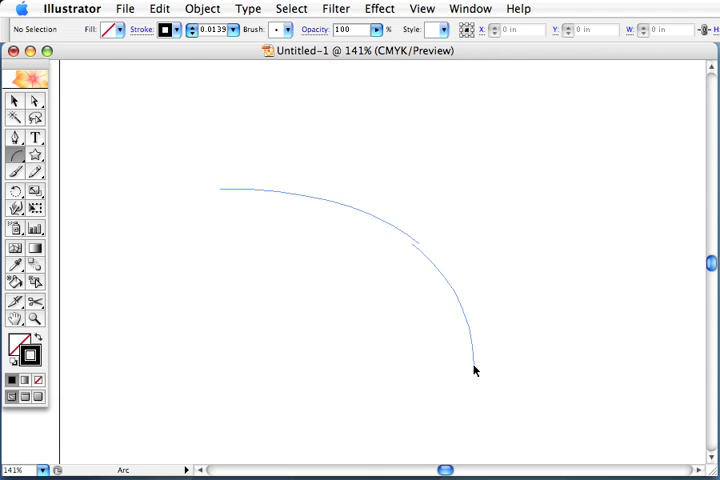 Illustrator File Edit Object Type Select Filter Effect View Window Help
No Selection Fill: Stroke: 0.0139 Brush: Opacity: 100 % Style: X: 0 in Y: 0 in W: 0 in
Untitled-1 @ 141% (CMYK/Preview)
T
141% Arc